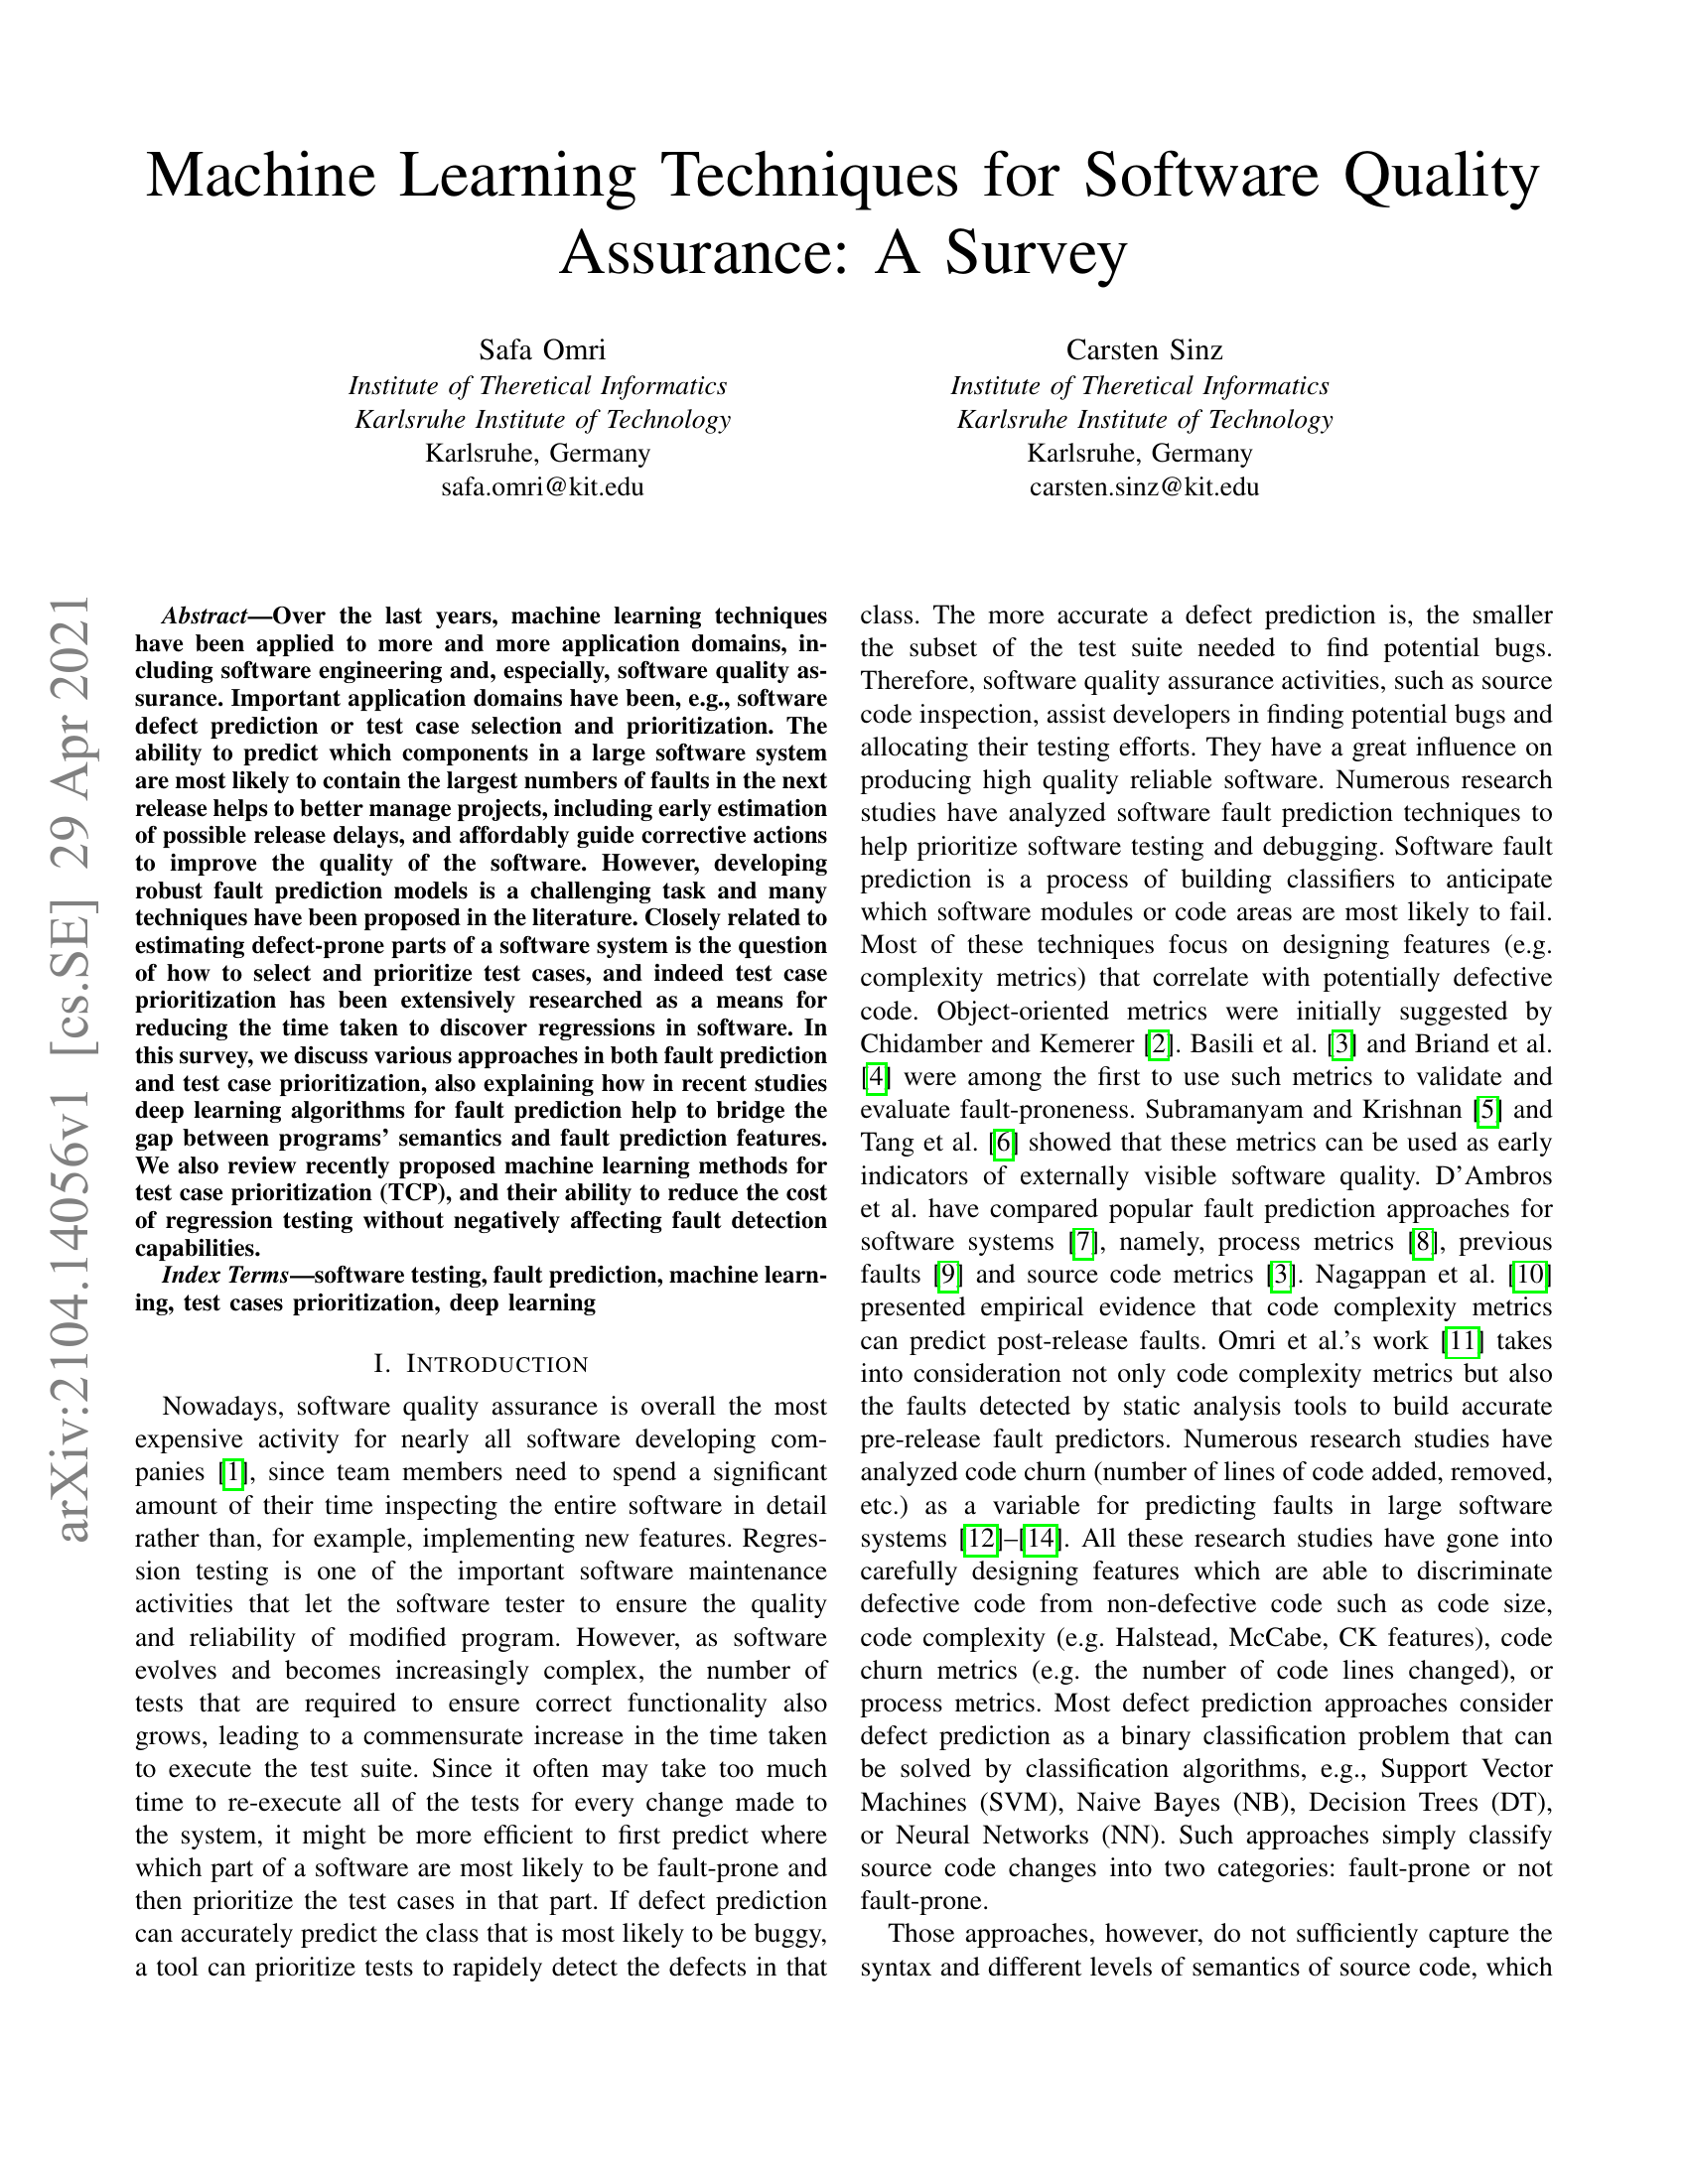 Machine Learning Techniques for Software Quality
Assurance: A Survey
Safa Omri
Institute of Theretical Informatics
Karlsruhe Institute of Technology
Karlsruhe, Germany
safa.omri@kit.edu
Carsten Sinz
Institute of Theretical Informatics
Karlsruhe Institute of Technology
Karlsruhe, Germany
carsten.sinz@kit.edu
arXiv:2104.14056v1 [cs.SE] 29 Apr 2021
Abstract—Over the last years, machine learning techniques
have been applied to more and more application domains, in-
cluding software engineering and, especially, software quality as-
surance. Important application domains have been, e.g., software
defect prediction or test case selection and prioritization. The
ability to predict which components in a large software system
are most likely to contain the largest numbers of faults in the next
release helps to better manage projects, including early estimation
of possible release delays, and affordably guide corrective actions
to improve the quality of the software. However, developing
robust fault prediction models is a challenging task and many
techniques have been proposed in the literature. Closely related to
estimating defect-prone parts of a software system is the question
of how to select and prioritize test cases, and indeed test case
prioritization has been extensively researched as a means for
reducing the time taken to discover regressions in software. In
this survey, we discuss various approaches in both fault prediction
and test case prioritization, also explaining how in recent studies
deep learning algorithms for fault prediction help to bridge the
gap between programs' semantics and fault prediction features.
We also review recently proposed machine learning methods for
test case prioritization (TCP), and their ability to reduce the cost
of regression testing without negatively affecting fault detection
capabilities.
Index Terms—software testing, fault prediction, machine learn-
ing, test cases prioritization, deep learning
I. INTRODUCTION
Nowadays, software quality assurance is overall the most
expensive activity for nearly all software developing com-
panies [1], since team members need to spend a significant
amount of their time inspecting the entire software in detail
rather than, for example, implementing new features. Regres-
sion testing is one of the important software maintenance
activities that let the software tester to ensure the quality
and reliability of modified program. However, as software
evolves and becomes increasingly complex, the number of
tests that are required to ensure correct functionality also
grows, leading to a commensurate increase in the time taken
to execute the test suite. Since it often may take too much
time to re-execute all of the tests for every change made to
the system, it might be more efficient to first predict where
which part of a software are most likely to be fault-prone and
then prioritize the test cases in that part. If defect prediction
can accurately predict the class that is most likely to be buggy,
a tool can prioritize tests to rapidely detect the defects in that
class. The more accurate a defect prediction is, the smaller
the subset of the test suite needed to find potential bugs.
Therefore, software quality assurance activities, such as source
code inspection, assist developers in finding potential bugs and
allocating their testing efforts. They have a great influence on
producing high quality reliable software. Numerous research
studies have analyzed software fault prediction techniques to
help prioritize software testing and debugging. Software fault
prediction is a process of building classifiers to anticipate
which software modules or code areas are most likely to fail.
Most of these techniques focus on designing features (e.g.
complexity metrics) that correlate with potentially defective
code. Object-oriented metrics were initially suggested by
Chidamber and Kemerer [2]. Basili et al. [3] and Briand et al.
[4] were among the first to use such metrics to validate and
evaluate fault-proneness. Subramanyam and Krishnan [5] and
Tang et al. [6] showed that these metrics can be used as early
indicators of externally visible software quality. D'Ambros
et al. have compared popular fault prediction approaches for
software systems [7], namely, process metrics [8], previous
faults [9] and source code metrics [3]. Nagappan et al. [10]
presented empirical evidence that code complexity metrics
can predict post-release faults. Omri et al.'s work [11] takes
into consideration not only code complexity metrics but also
the faults detected by static analysis tools to build accurate
pre-release fault predictors. Numerous research studies have
analyzed code churn (number of lines of code added, removed,
etc.) as a variable for predicting faults in large software
systems [12]–[14]. All these research studies have gone into
carefully designing features which are able to discriminate
defective code from non-defective code such as code size,
code complexity (e.g. Halstead, McCabe, CK features), code
churn metrics (e.g. the number of code lines changed), or
process metrics. Most defect prediction approaches consider
defect prediction as a binary classification problem that can
be solved by classification algorithms, e.g., Support Vector
Machines (SVM), Naive Bayes (NB), Decision Trees (DT),
or Neural Networks (NN). Such approaches simply classify
source code changes into two categories: fault-prone or not
fault-prone.
Those approaches, however, do not sufficiently capture the
syntax and different levels of semantics of source code, which